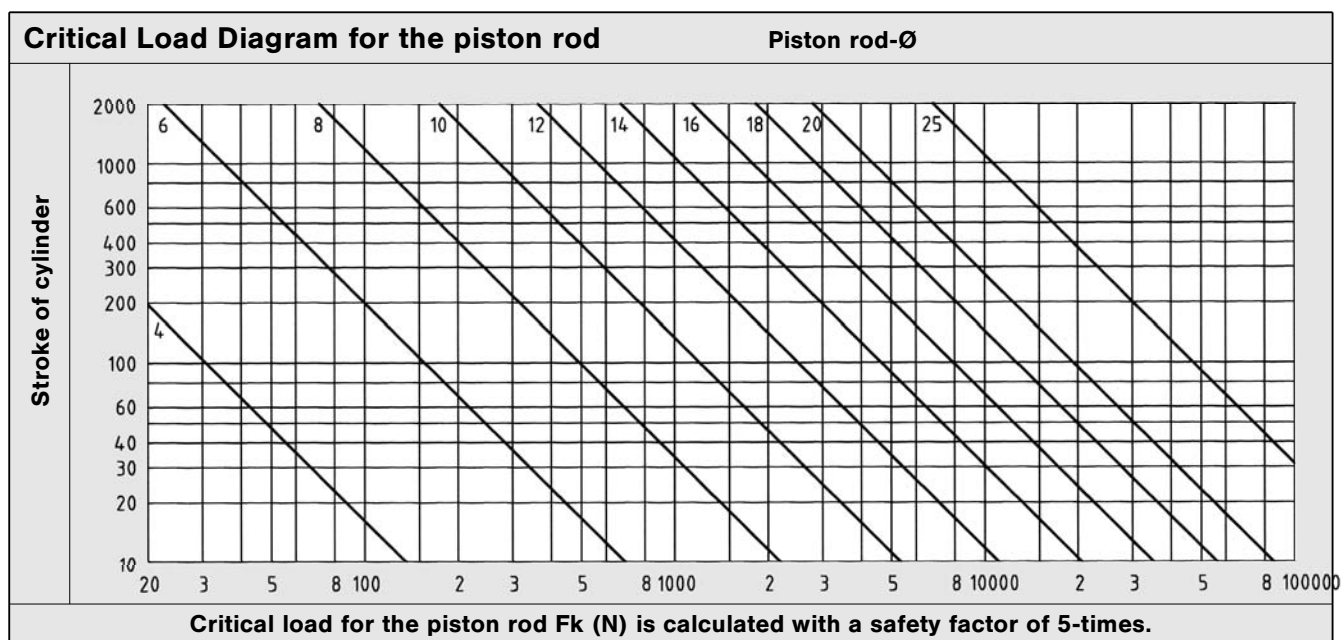 Critical Load Diagram for the piston rod Piston rod-Ø
Stroke of cylinder
2000
1000
600
400
300
200
100
60
40
30
20
10
6 8 10 12 14 16 18 20 25
4
20 3 5 8 100 2 3 5 8 1000 2 3 5 8 10000 2 3 5 8 100000
Critical load for the piston rod Fk (N) is calculated with a safety factor of 5-times.